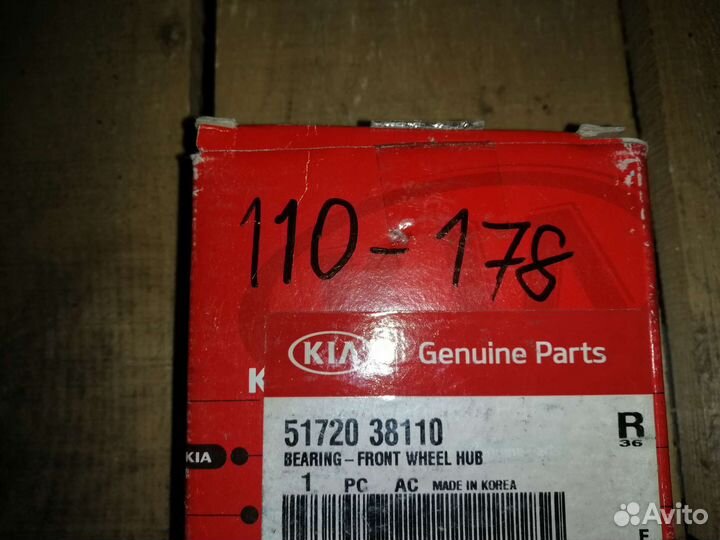 110-178
KIA Genuine Parts
K
51720 38110
R
36
BEARING-FRONT WHEEL HUB
KIA
1 PC AC MADE IN KOREA
F
Avito